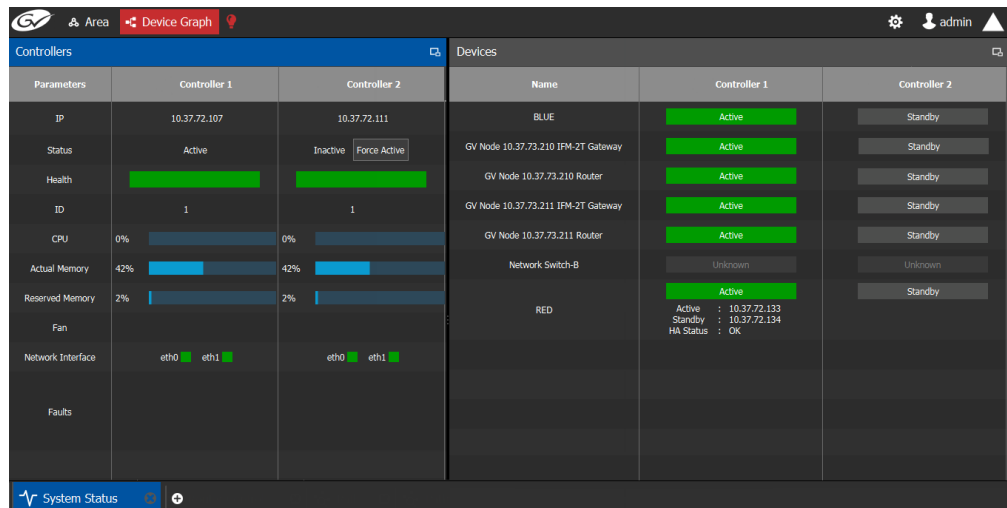 GV Area Device Graph admin
Controllers
Parameters Controller 1 Controller 2
IP 10.37.72.107 10.37.72.111
Status Active Inactive Force Active
Health
ID 1 1
CPU 0% 0%
Actual Memory 42% 42%
Reserved Memory 2% 2%
Fan
Network Interface eth0 eth1 eth0 eth1
Faults
Devices
Name Controller 1 Controller 2
BLUE Active Standby
GV Node 10.37.73.210 IFM-2T Gateway Active Standby
GV Node 10.37.73.210 Router Active Standby
GV Node 10.37.73.211 IFM-2T Gateway Active Standby
GV Node 10.37.73.211 Router Active Standby
Network Switch-B Unknown Unknown
RED Active Standby
Active : 10.37.72.133
Standby : 10.37.72.134
HA Status : OK
System Status